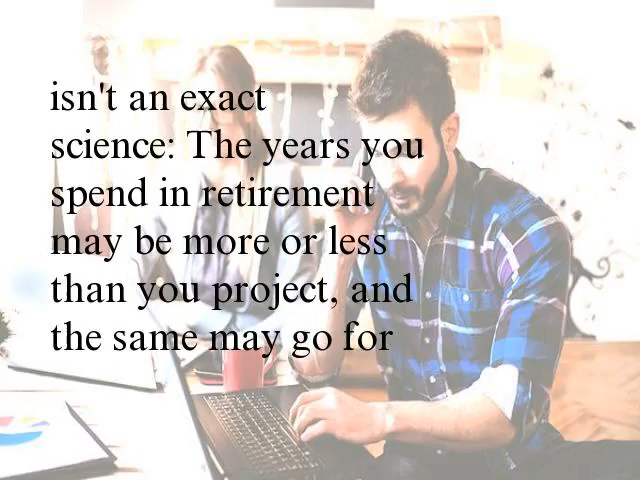 isn't an exact
science: The years you
spend in retirement
may be more or less
than you project, and
the same may go for